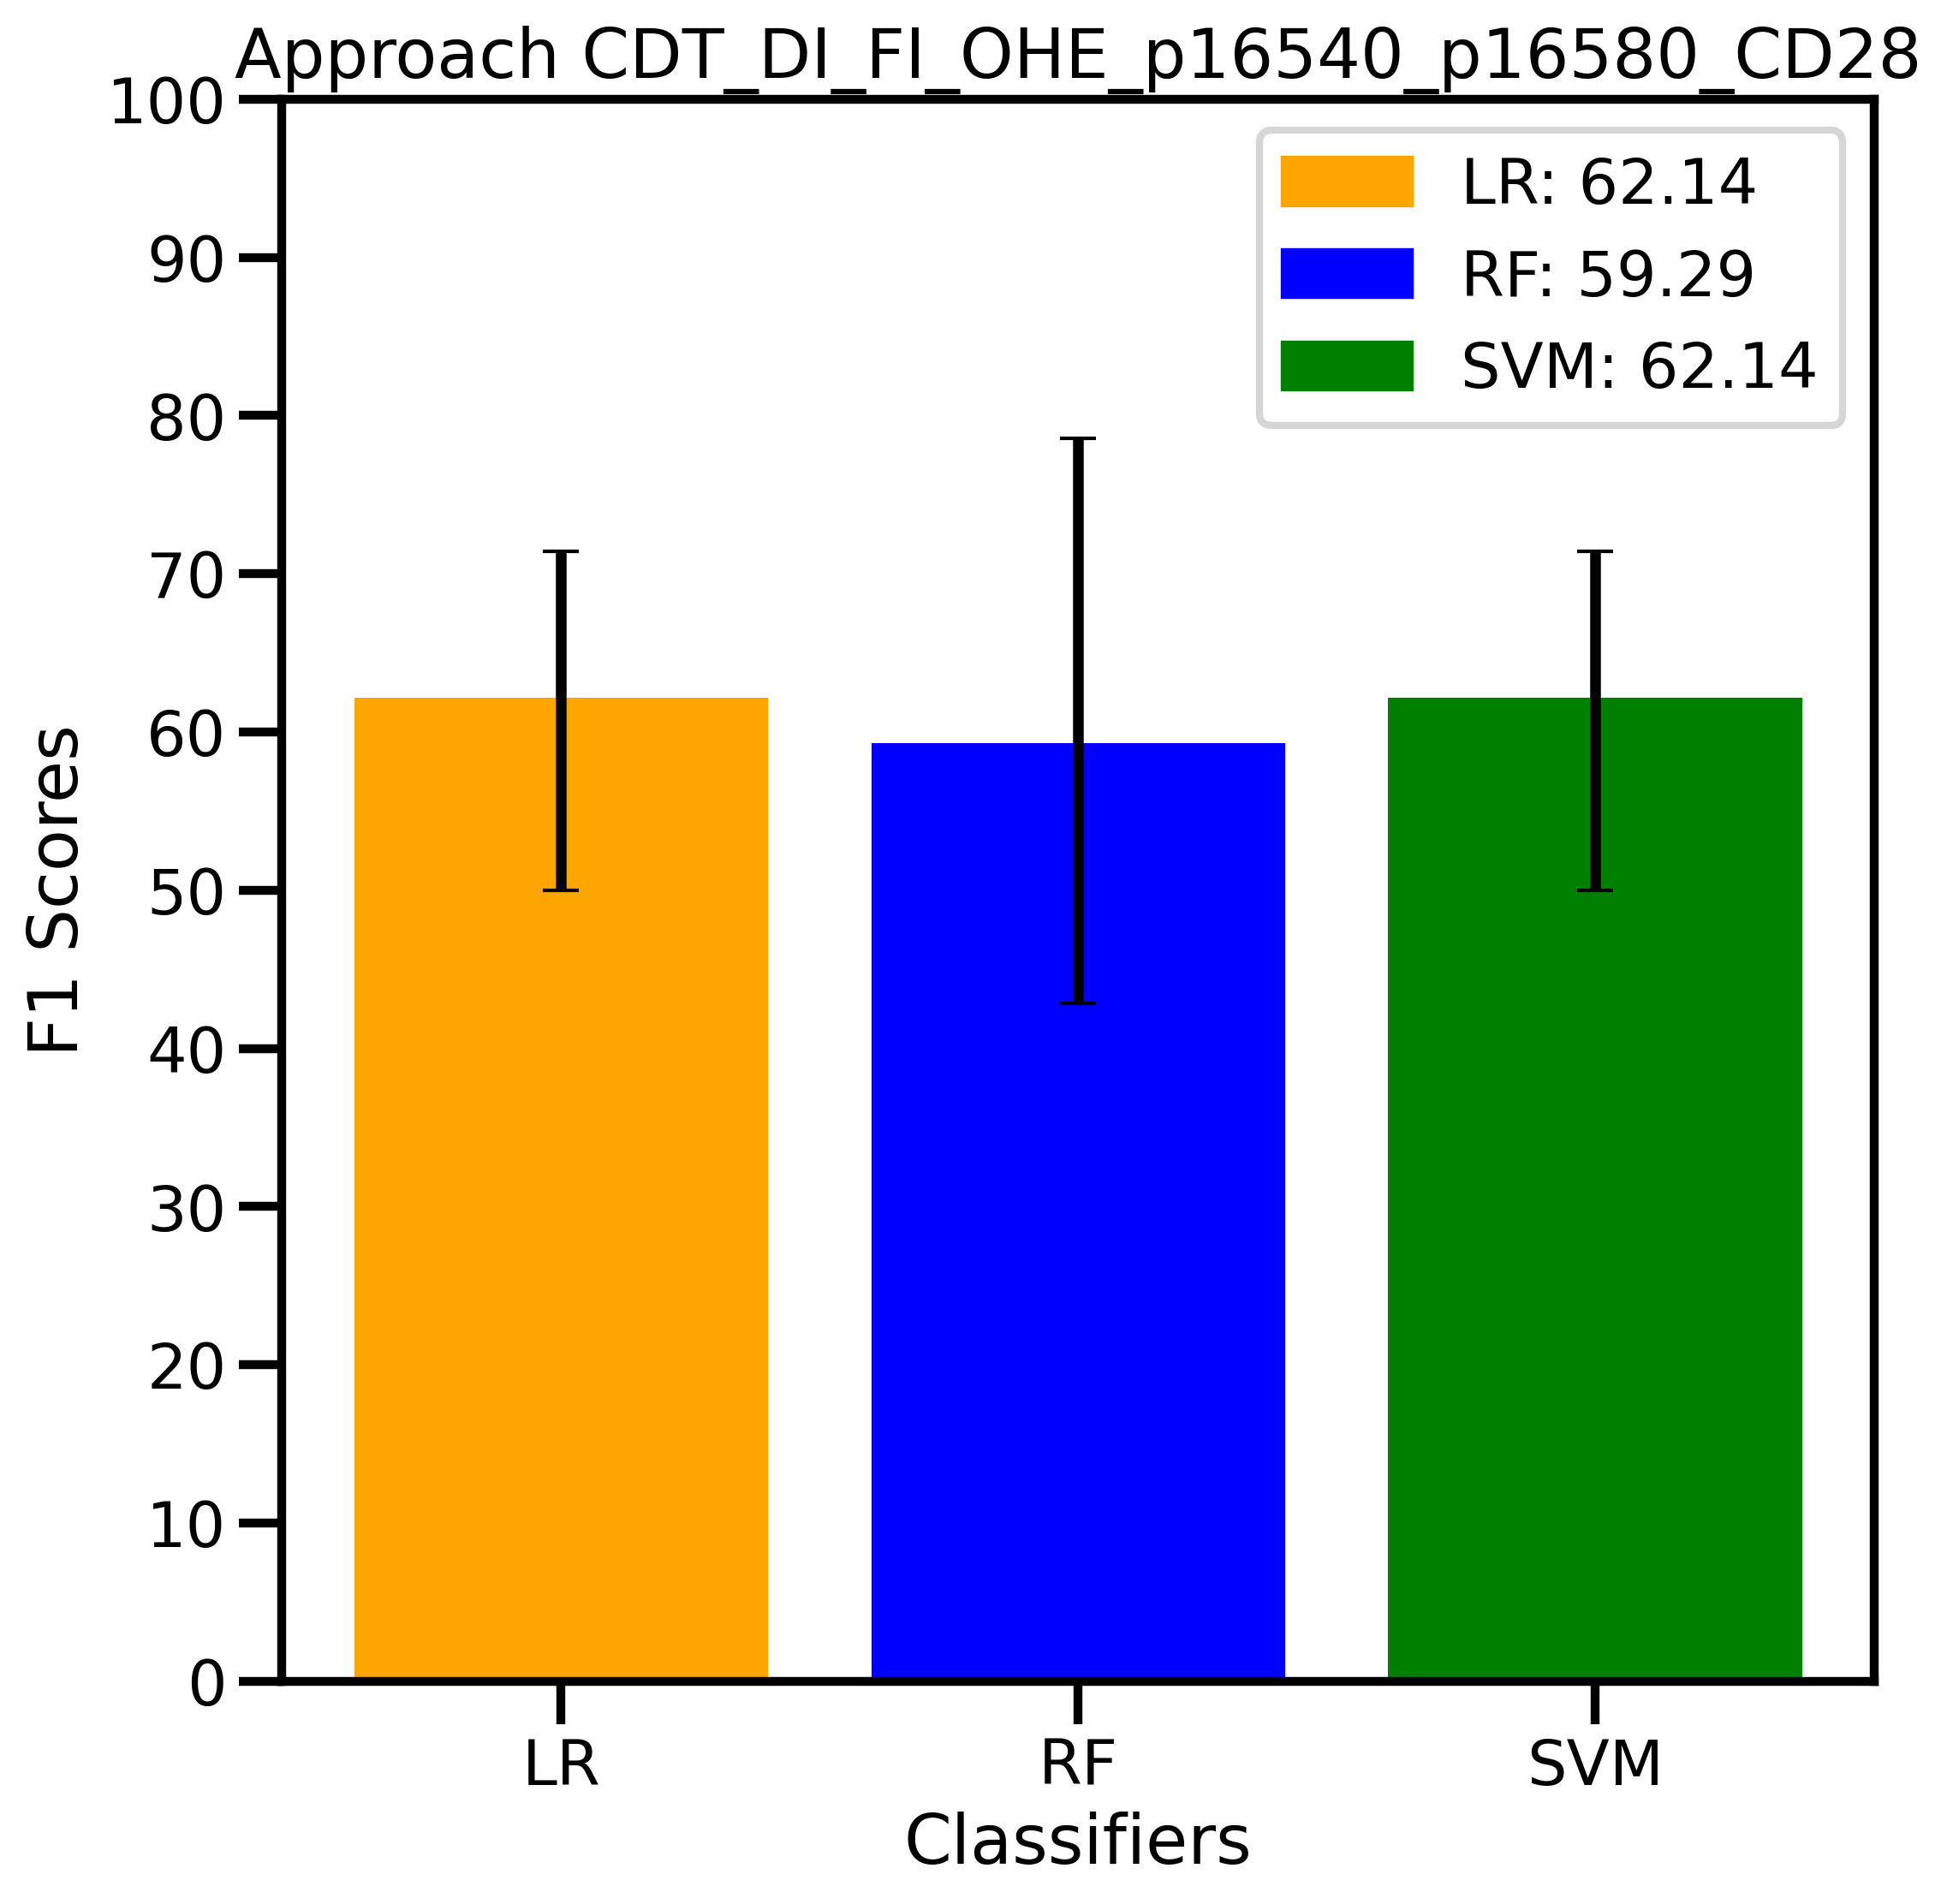 Approach CDT_DI_FI_OHE_p16540_p16580_CD28
LR: 62.14
RF: 59.29
SVM: 62.14
F1 Scores
100
90
80
70
60
50
40
30
20
10
0
LR
RF
SVM
Classifiers